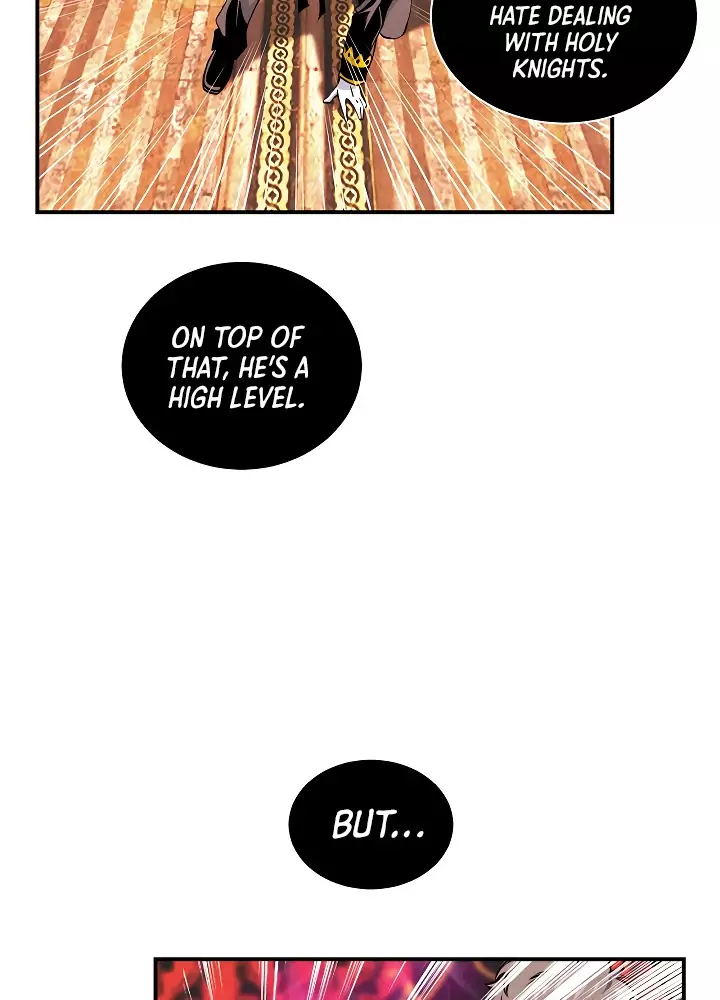 HATE DEALING
WITH HOLY
KNIGHTS.
ON TOP OF
THAT, HE'S A
HIGH LEVEL.
BUT...